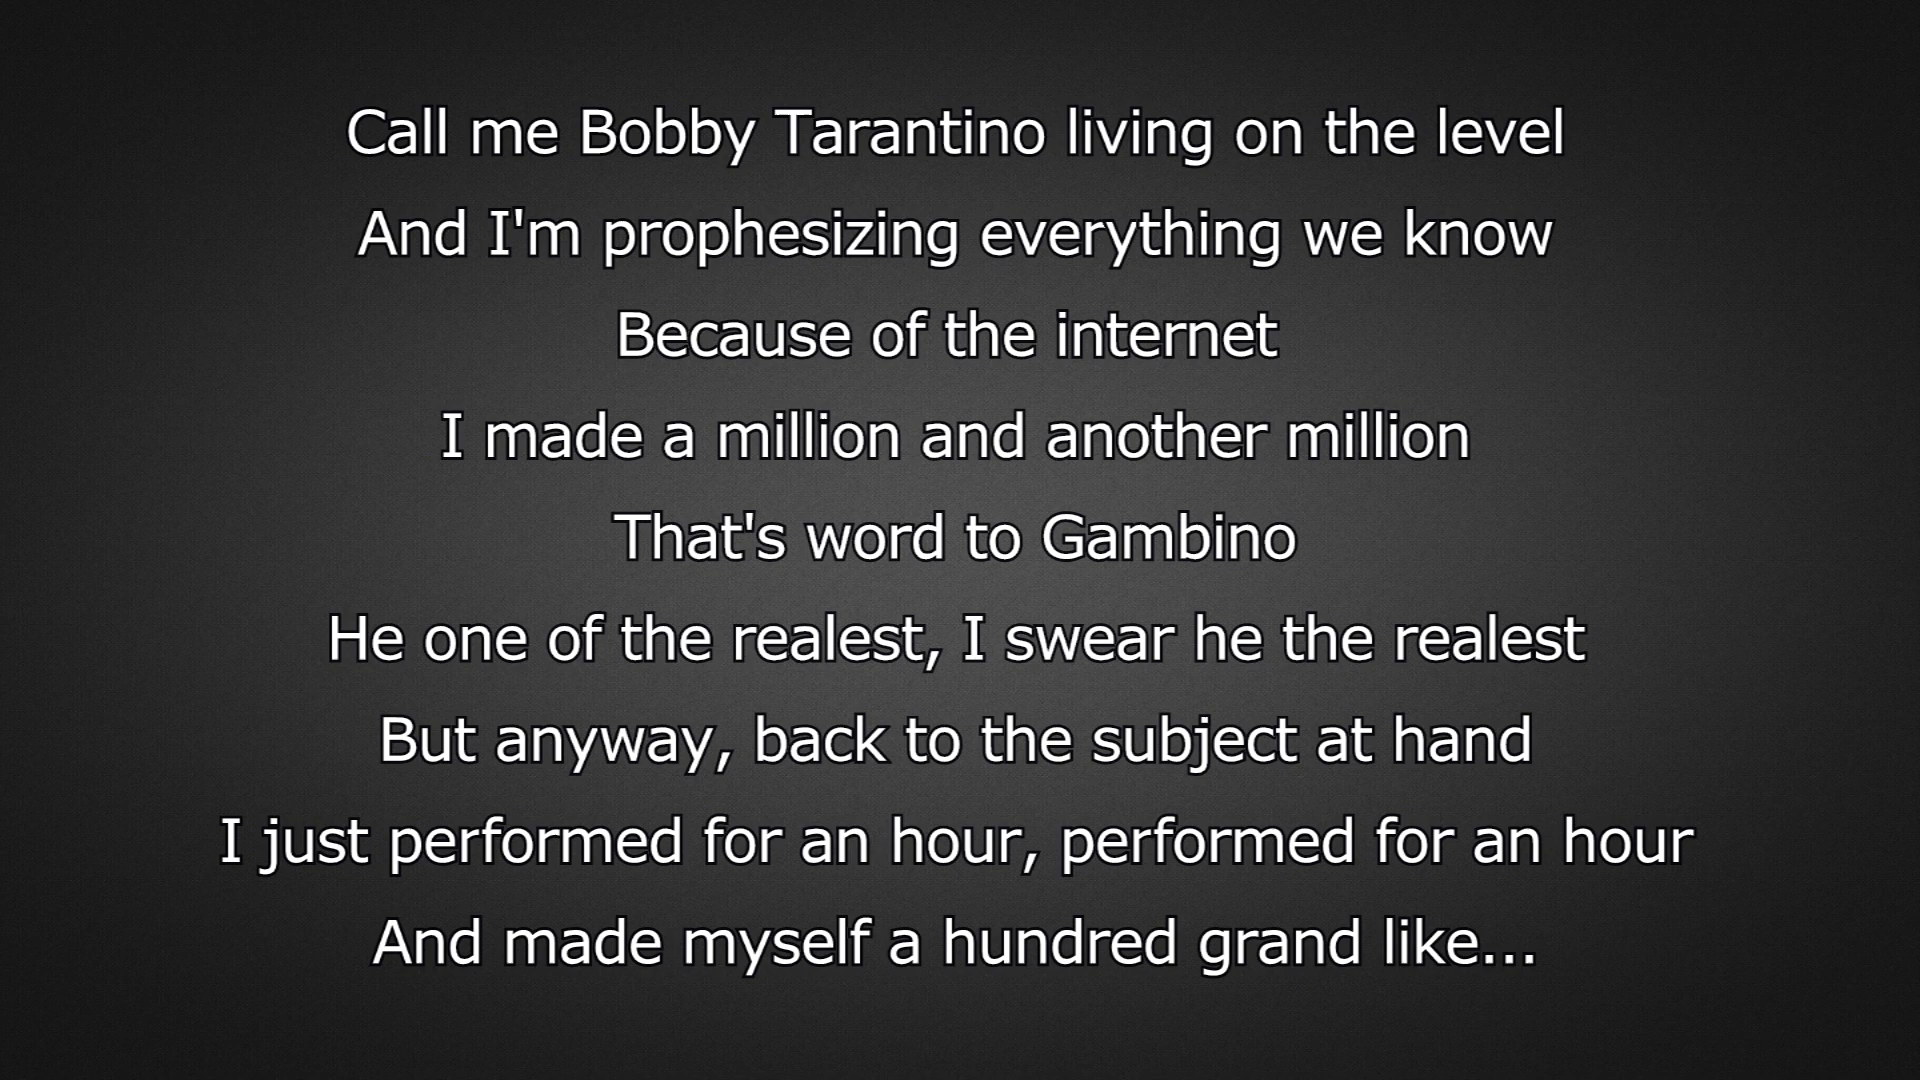 Call me Bobby Tarantino living on the level
And I'm prophesizing everything we know
Because of the internet
I made a million and another million
That's word to Gambino
He one of the realest, I swear he the realest
But anyway, back to the subject at hand
I just performed for an hour, performed for an hour
And made myself a hundred grand like...